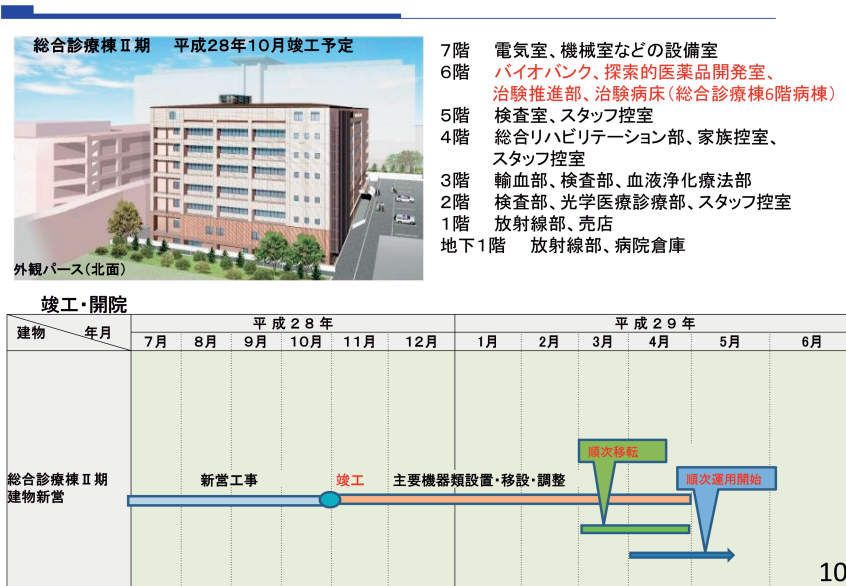 総合診療棟Ⅱ期 平成28年10月竣工予定
外観パース(北面)
7階 電気室、機械室などの設備室
6階 バイオバンク、探索的医薬品開発室、
治験推進部、治験病床(総合診療棟6階病棟)
5階 検査室、スタッフ控室
4階 総合リハビリテーション部、家族控室、
スタッフ控室
3階 輸血部、検査部、血液浄化療法部
2階 検査部、光学医療診療部、スタッフ控室
1階 放射線部、売店
地下1階 放射線部、病院倉庫
竣工・開院
建物 年月
平成28年 平成29年
7月 8月 9月 10月 11月 12月 1月 2月 3月 4月 5月 6月
順次移転
総合診療棟Ⅱ期
建物新営
新営工事 竣工 主要機器類設置・移設・調整 順次運用開始
10